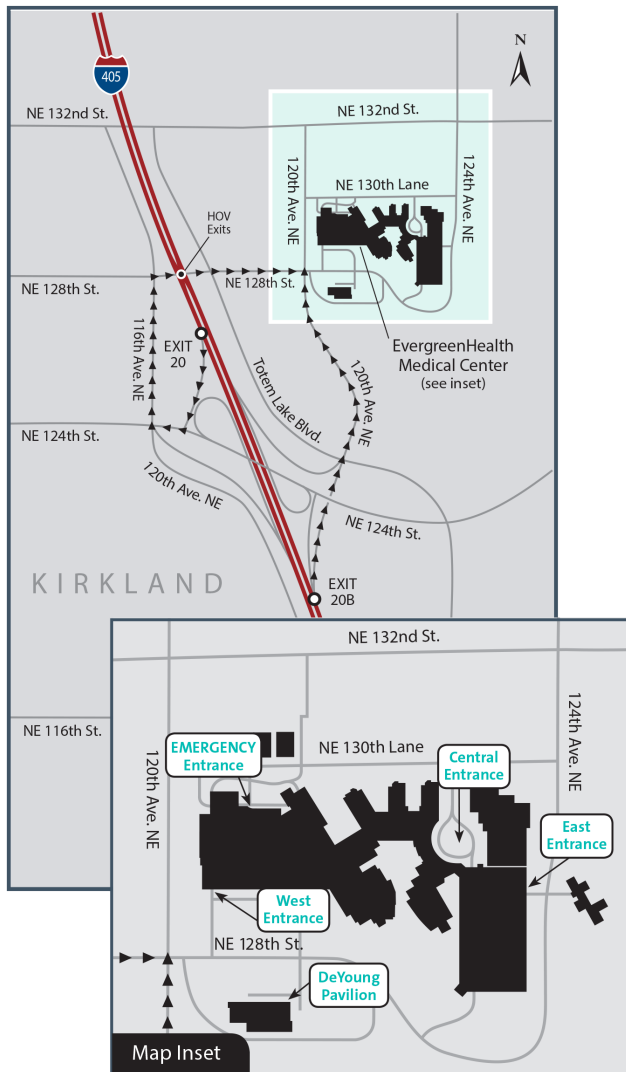 405
N
NE 132nd St.
NE 132nd St.
120th Ave. NE
NE 130th Lane
124th Ave. NE
HOV
Exits
NE 128th St.
NE 128th St.
116th Ave. NE
EXIT
20
EvergreenHealth
Medical Center
(see inset)
Totem Lake Blvd.
120th Ave. NE
NE 124th St.
120th Ave. NE
NE 124th St.
KIRKLAND
EXIT
20B
NE 116th St.
NE 132nd St.
120th Ave. NE
NE 130th Lane
124th Ave. NE
EMERGENCY
Entrance
Central
Entrance
East
Entrance
West
Entrance
NE 128th St.
DeYoung
Pavilion
Map Inset